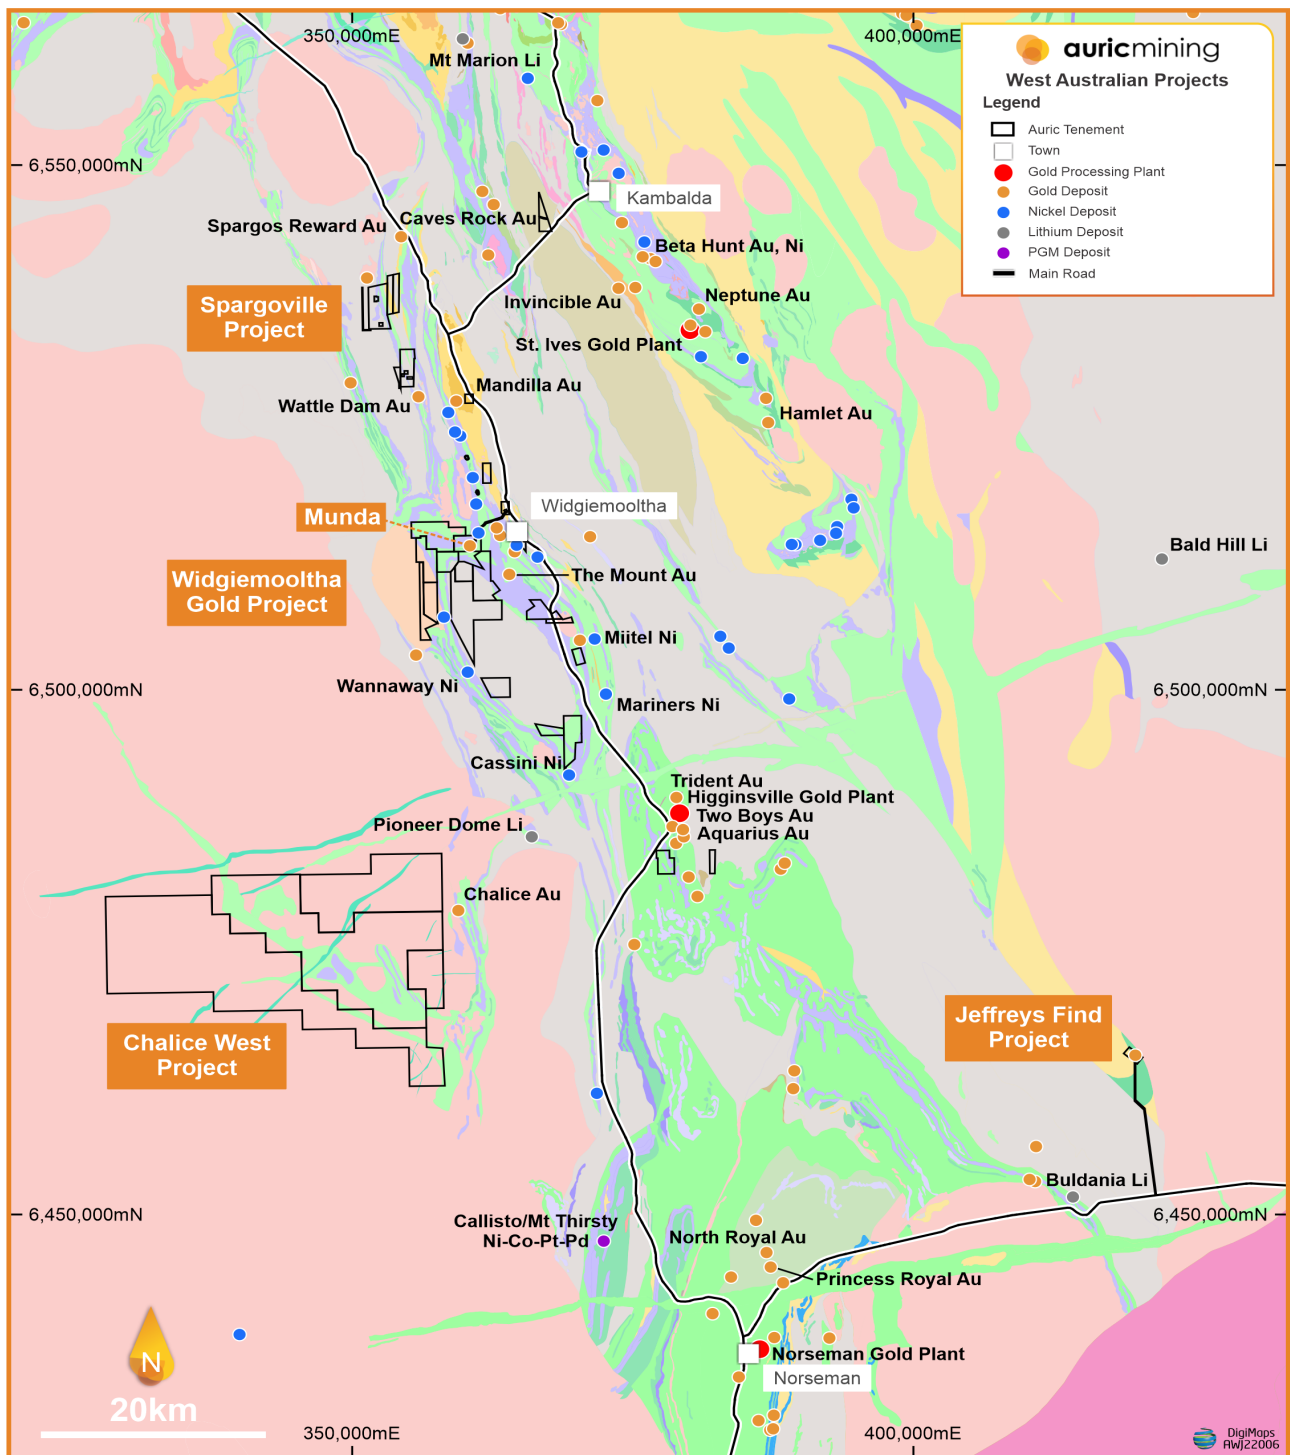 350,000mE
400,000mE
auricmining
West Australian Projects
Legend
Auric Tenement
Town
Gold Processing Plant
Gold Deposit
Nickel Deposit
Lithium Deposit
PGM Deposit
Main Road
Mt Marion Li
6,550,000mN
Kambalda
Caves Rock Au
Spargos Reward Au
Beta Hunt Au, Ni
Spargoville
Project
Invincible Au
Neptune Au
St. Ives Gold Plant
Mandilla Au
Wattle Dam Au
Hamlet Au
Widgiemooltha
Munda
Bald Hill Li
Widgiemooltha
Gold Project
The Mount Au
Miitel Ni
Wannaway Ni
6,500,000mN
6,500,000mN
Mariners Ni
Cassini Ni
Trident Au
Higginsville Gold Plant
Two Boys Au
Pioneer Dome Li
Aquarius Au
Chalice Au
Jeffreys Find
Project
Chalice West
Project
Buldania Li
6,450,000mN
6,450,000mN
Callisto/Mt Thirsty
Ni-Co-Pt-Pd
North Royal Au
Princess Royal Au
Norseman Gold Plant
Norseman
N
20km
350,000mE
400,000mE
DigiMaps
AWJ22006